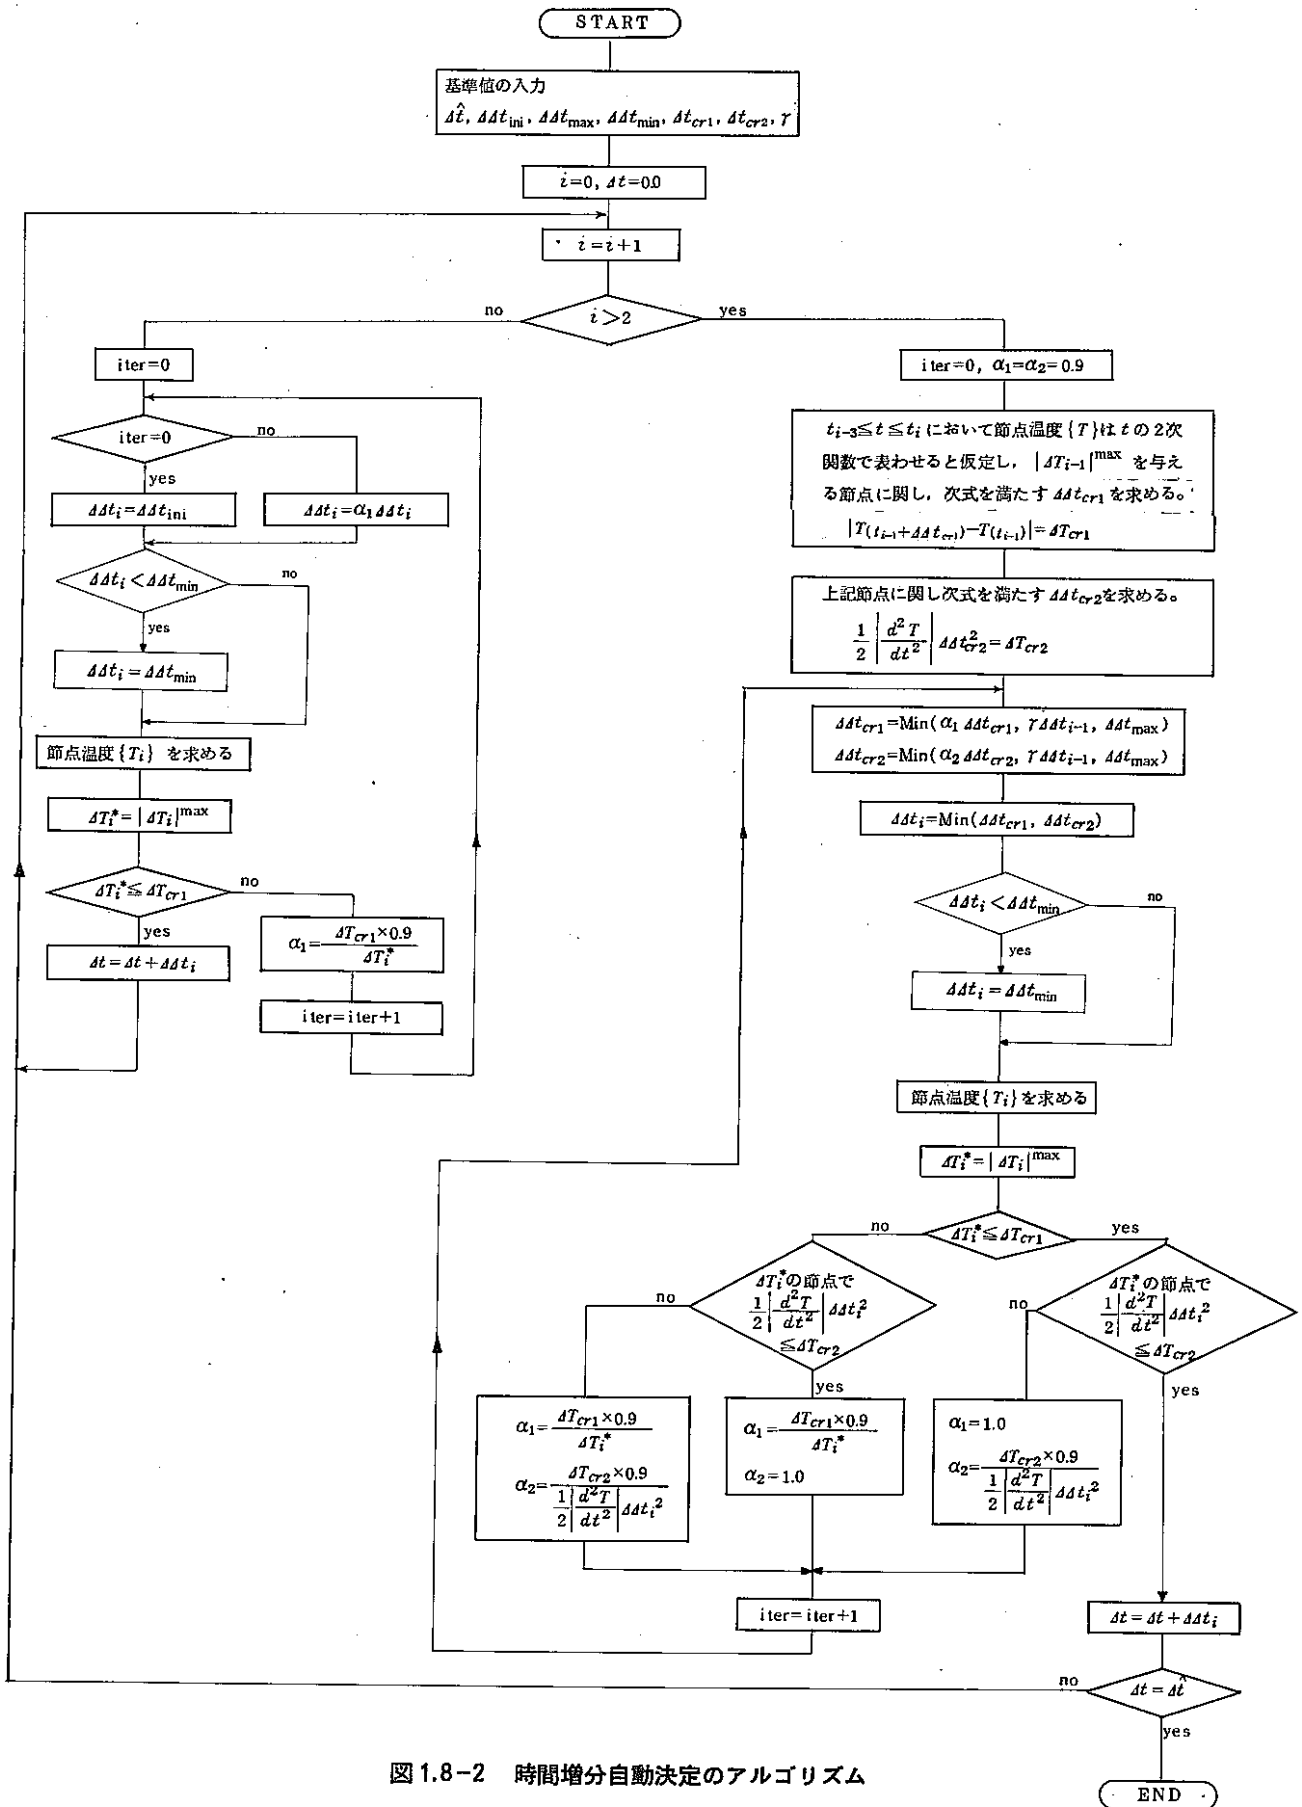 START
基準値の入力
Δt̂, ΔΔt_ini, ΔΔt_max, ΔΔt_min, Δt_cr1, Δt_cr2, γ
i=0, Δt=0.0
i=i+1
i>2
no
yes
iter=0
iter=0
no
yes
ΔΔt_i=ΔΔt_ini
ΔΔt_i=α₁ΔΔt_i
ΔΔt_i<ΔΔt_min
no
yes
ΔΔt_i=ΔΔt_min
節点温度{T_i} を求める
ΔT_i*=|ΔT_i|^max
ΔT_i*≦ΔT_cr1
no
yes
Δt=Δt+ΔΔt_i
α₁=ΔT_cr1×0.9/ΔT_i*
iter=iter+1
iter=0, α₁=α₂=0.9
t_{i-3}≦t≦t_i において節点温度{T}は t の2次
関数で表わせると仮定し, |ΔT_{i-1}|^max を与え
る節点に関し, 次式を満たす ΔΔt_cr1 を求める。
|T(t_{i-1}+ΔΔt_cr1)-T(t_{i-1})|=ΔT_cr1
上記節点に関し次式を満たす ΔΔt_cr2を求める。
1/2 |d²T/dt²| ΔΔt²_cr2=ΔT_cr2
ΔΔt_cr1=Min(α₁ΔΔt_cr1, γΔΔt_{i-1}, ΔΔt_max)
ΔΔt_cr2=Min(α₂ΔΔt_cr2, γΔΔt_{i-1}, ΔΔt_max)
ΔΔt_i=Min(ΔΔt_cr1, ΔΔt_cr2)
ΔΔt_i<ΔΔt_min
no
yes
ΔΔt_i=ΔΔt_min
節点温度{T_i}を求める
ΔT_i*=|ΔT_i|^max
no
ΔT_i*≦ΔT_cr1
yes
ΔT_i*の節点で
1/2 |d²T/dt²| ΔΔt_i²
≦ΔT_cr2
no
yes
ΔT_i*の節点で
1/2 |d²T/dt²| ΔΔt_i²
≦ΔT_cr2
no
yes
α₁=ΔT_cr1×0.9/ΔT_i*
α₂=ΔT_cr2×0.9/(1/2 |d²T/dt²| ΔΔt_i²)
α₁=ΔT_cr1×0.9/ΔT_i*
α₂=1.0
α₁=1.0
α₂=ΔT_cr2×0.9/(1/2 |d²T/dt²| ΔΔt_i²)
iter=iter+1
Δt=Δt+ΔΔt_i
no
Δt=Δt̂
yes
END
図1.8-2 時間増分自動決定のアルゴリズム